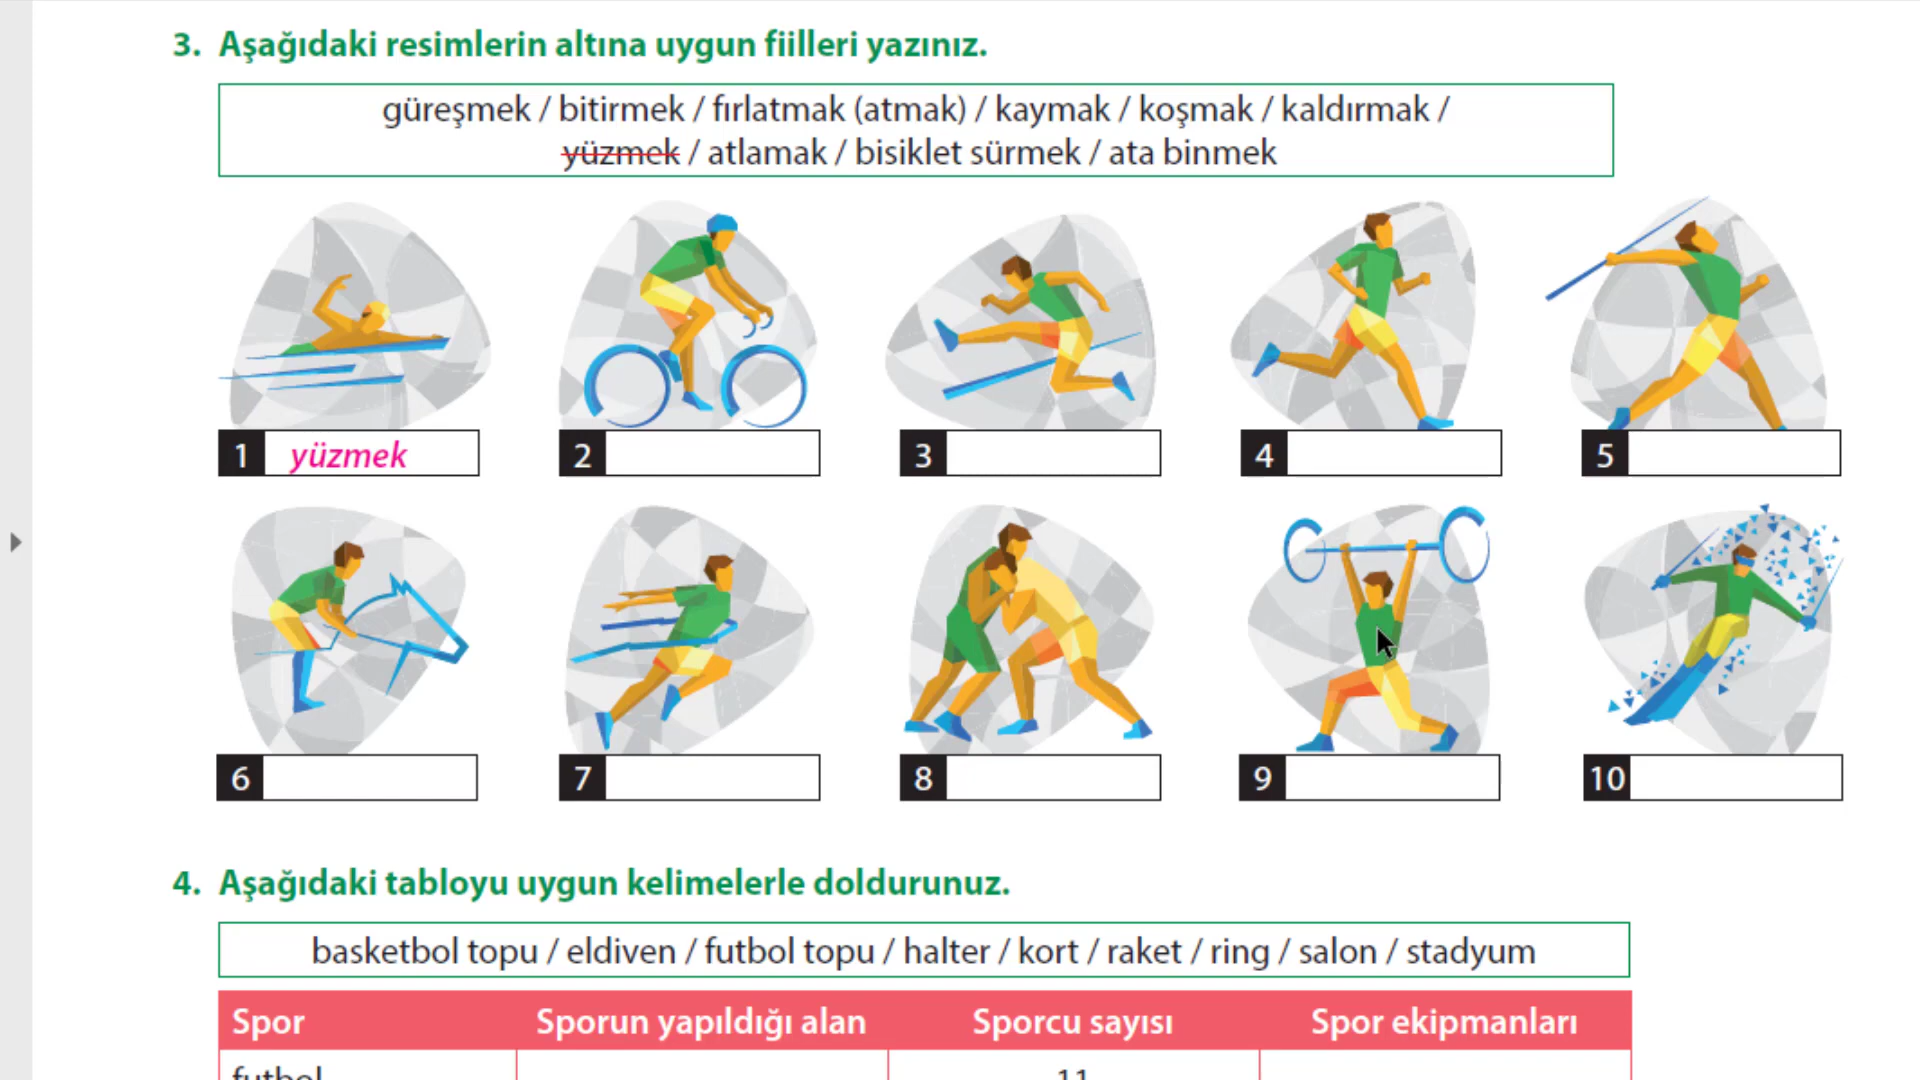 3. Aşağıdaki resimlerin altına uygun fiilleri yazınız.
güreşmek / bitirmek / fırlatmak (atmak) / kaymak / koşmak / kaldırmak /
yüzmek / atlamak / bisiklet sürmek / ata binmek
1 yüzmek
2
3
4
5
6
7
8
9
10
4. Aşağıdaki tabloyu uygun kelimelerle doldurunuz.
basketbol topu / eldiven / futbol topu / halter / kort / raket / ring / salon / stadyum
Spor Sporun yapıldığı alan Sporcu sayısı Spor ekipmanları
futbol 11